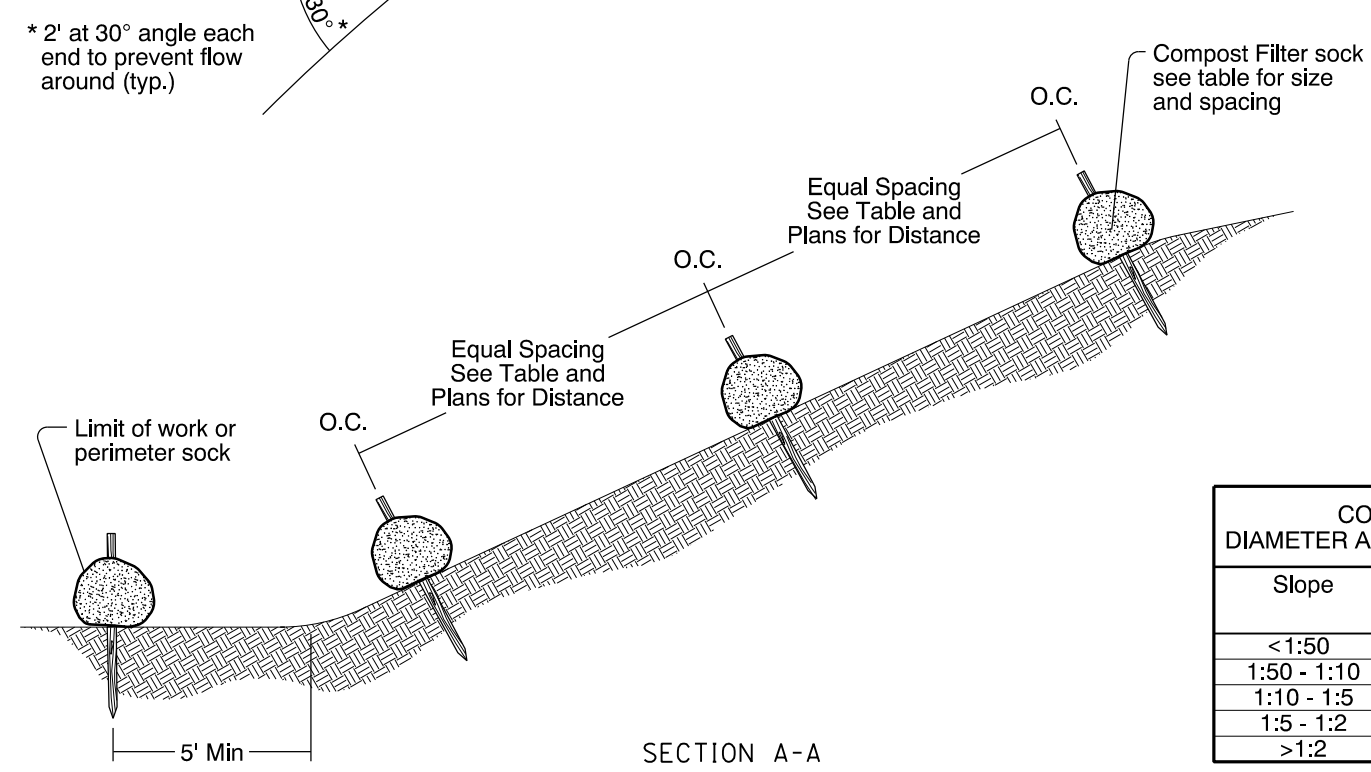 30° *
* 2' at 30° angle each
end to prevent flow
around (typ.)
Compost Filter sock
see table for size
and spacing
O.C.
Equal Spacing
See Table and
Plans for Distance
O.C.
Equal Spacing
See Table and
Plans for Distance
O.C.
Limit of work or
perimeter sock
5' Min
SECTION A-A
CO
DIAMETER A
Slope
<1:50
1:50 - 1:10
1:10 - 1:5
1:5 - 1:2
>1:2